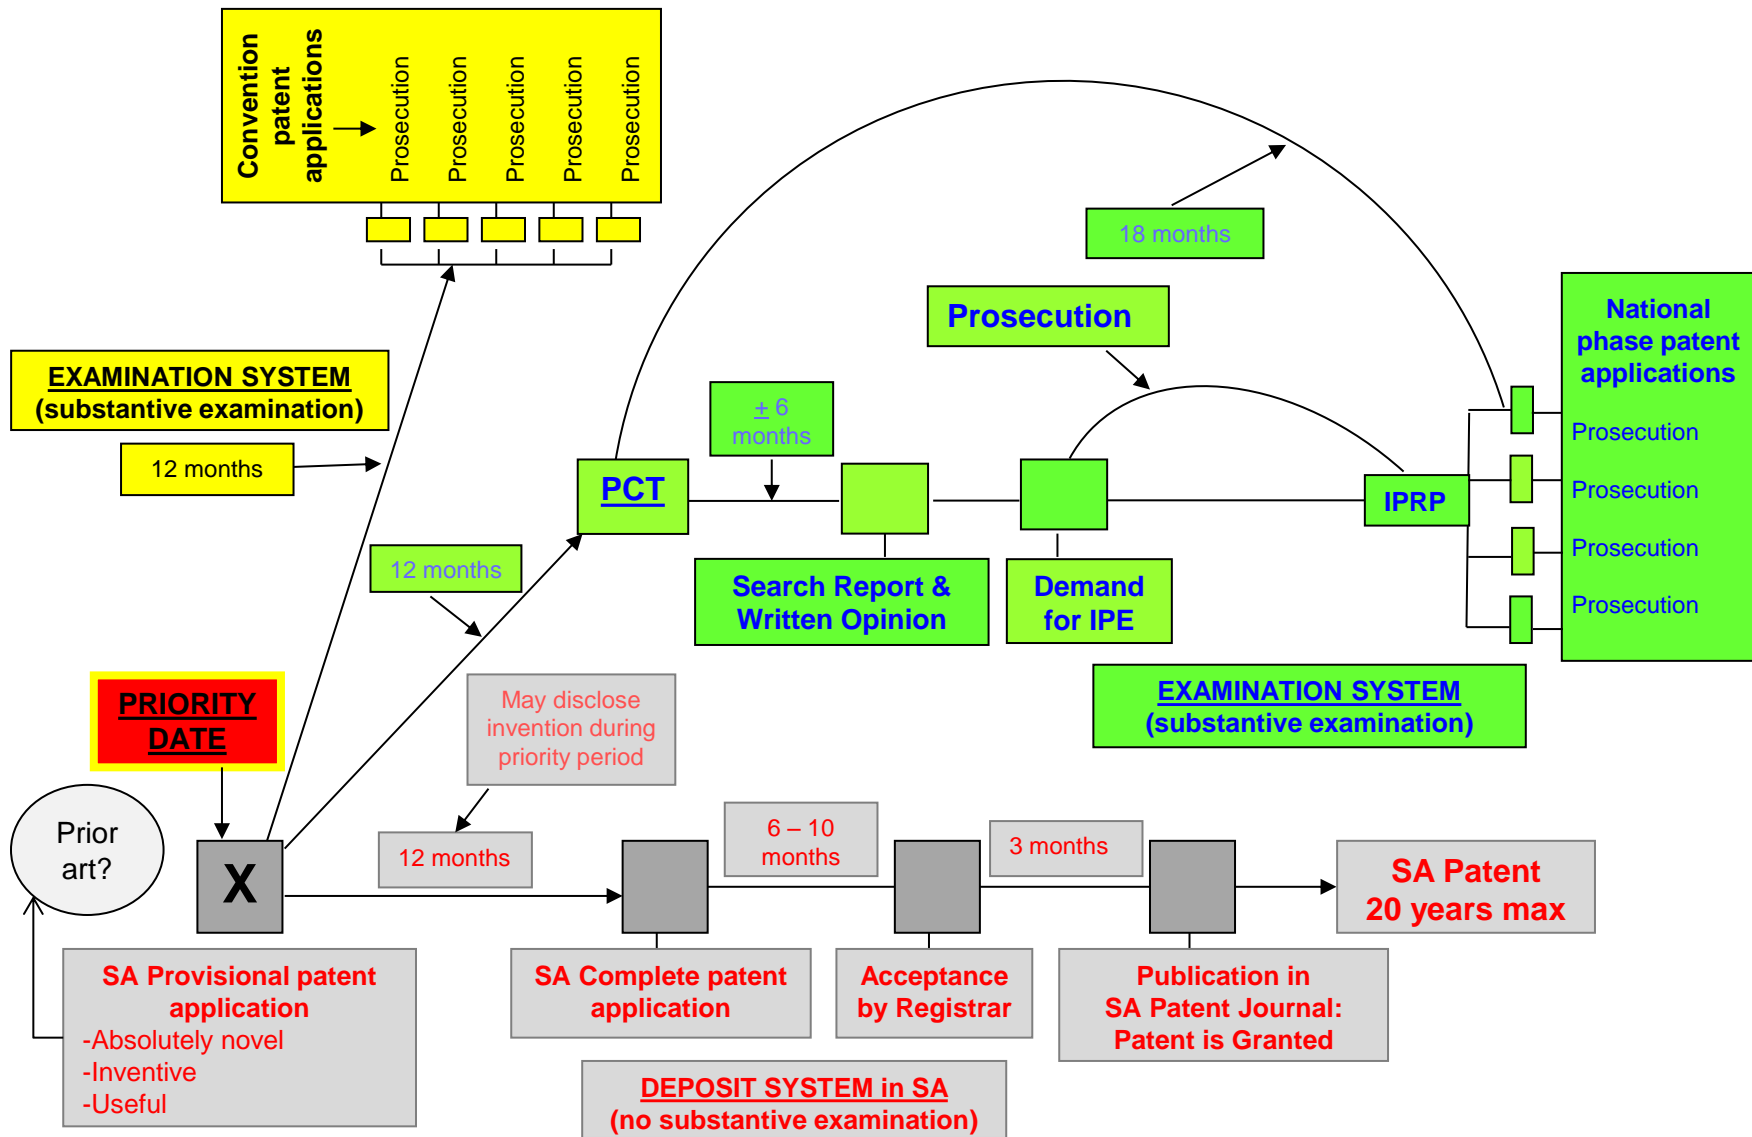 Convention
patent
applications
Prosecution
Prosecution
Prosecution
Prosecution
Prosecution
18 months
Prosecution
National
phase patent
applications
Prosecution
Prosecution
Prosecution
Prosecution
EXAMINATION SYSTEM
(substantive examination)
12 months
+ 6
months
PCT
IPRP
12 months
Search Report &
Written Opinion
Demand
for IPE
EXAMINATION SYSTEM
(substantive examination)
PRIORITY
DATE
May disclose
invention during
priority period
Prior
art?
X
12 months
6 – 10
months
3 months
SA Patent
20 years max
SA Provisional patent
application
-Absolutely novel
-Inventive
-Useful
SA Complete patent
application
Acceptance
by Registrar
Publication in
SA Patent Journal:
Patent is Granted
DEPOSIT SYSTEM in SA
(no substantive examination)